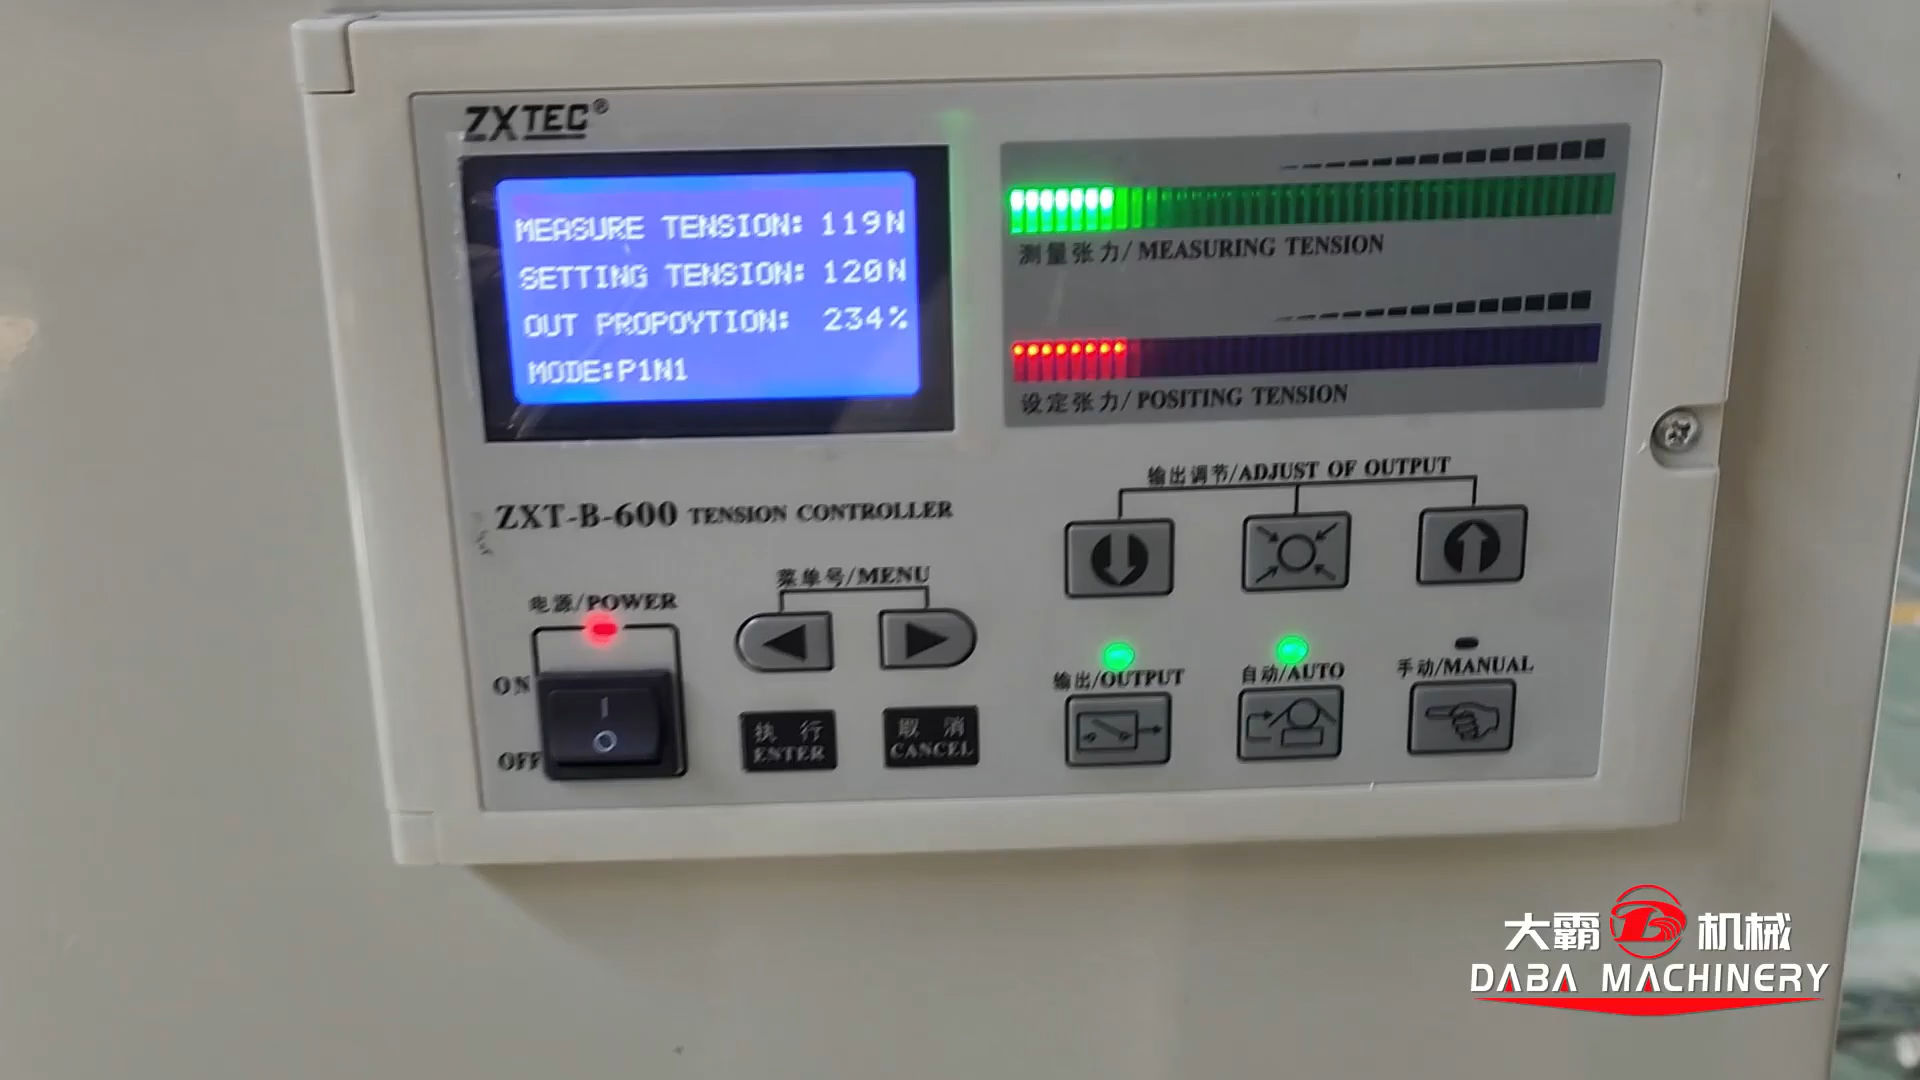 ZXTEC®
MEASURE TENSION: 119N
SETTING TENSION: 120N
OUT PROPOYTION: 234%
MODE:P1N1
测量张力/MEASURING TENSION
设定张力/POSITING TENSION
ZXT-B-600 TENSION CONTROLLER
输出调节/ADJUST OF OUTPUT
电源/POWER
ON
OFF
菜单号/MENU
执行
ENTER
取消
CANCEL
输出/OUTPUT
自动/AUTO
手动/MANUAL
大霸机械
DABA MACHINERY